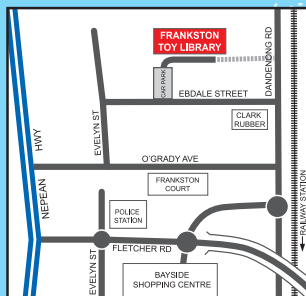 FRANKSTON
TOY LIBRARY
DANDENONG RD
CAR PARK
EBDALE STREET
EVELYN ST
CLARK
RUBBER
HWY
O'GRADY AVE
FRANKSTON
COURT
NEPEAN
POLICE
STATION
RAILWAY STATION
FLETCHER RD
EVELYN ST
BAYSIDE
SHOPPING CENTRE